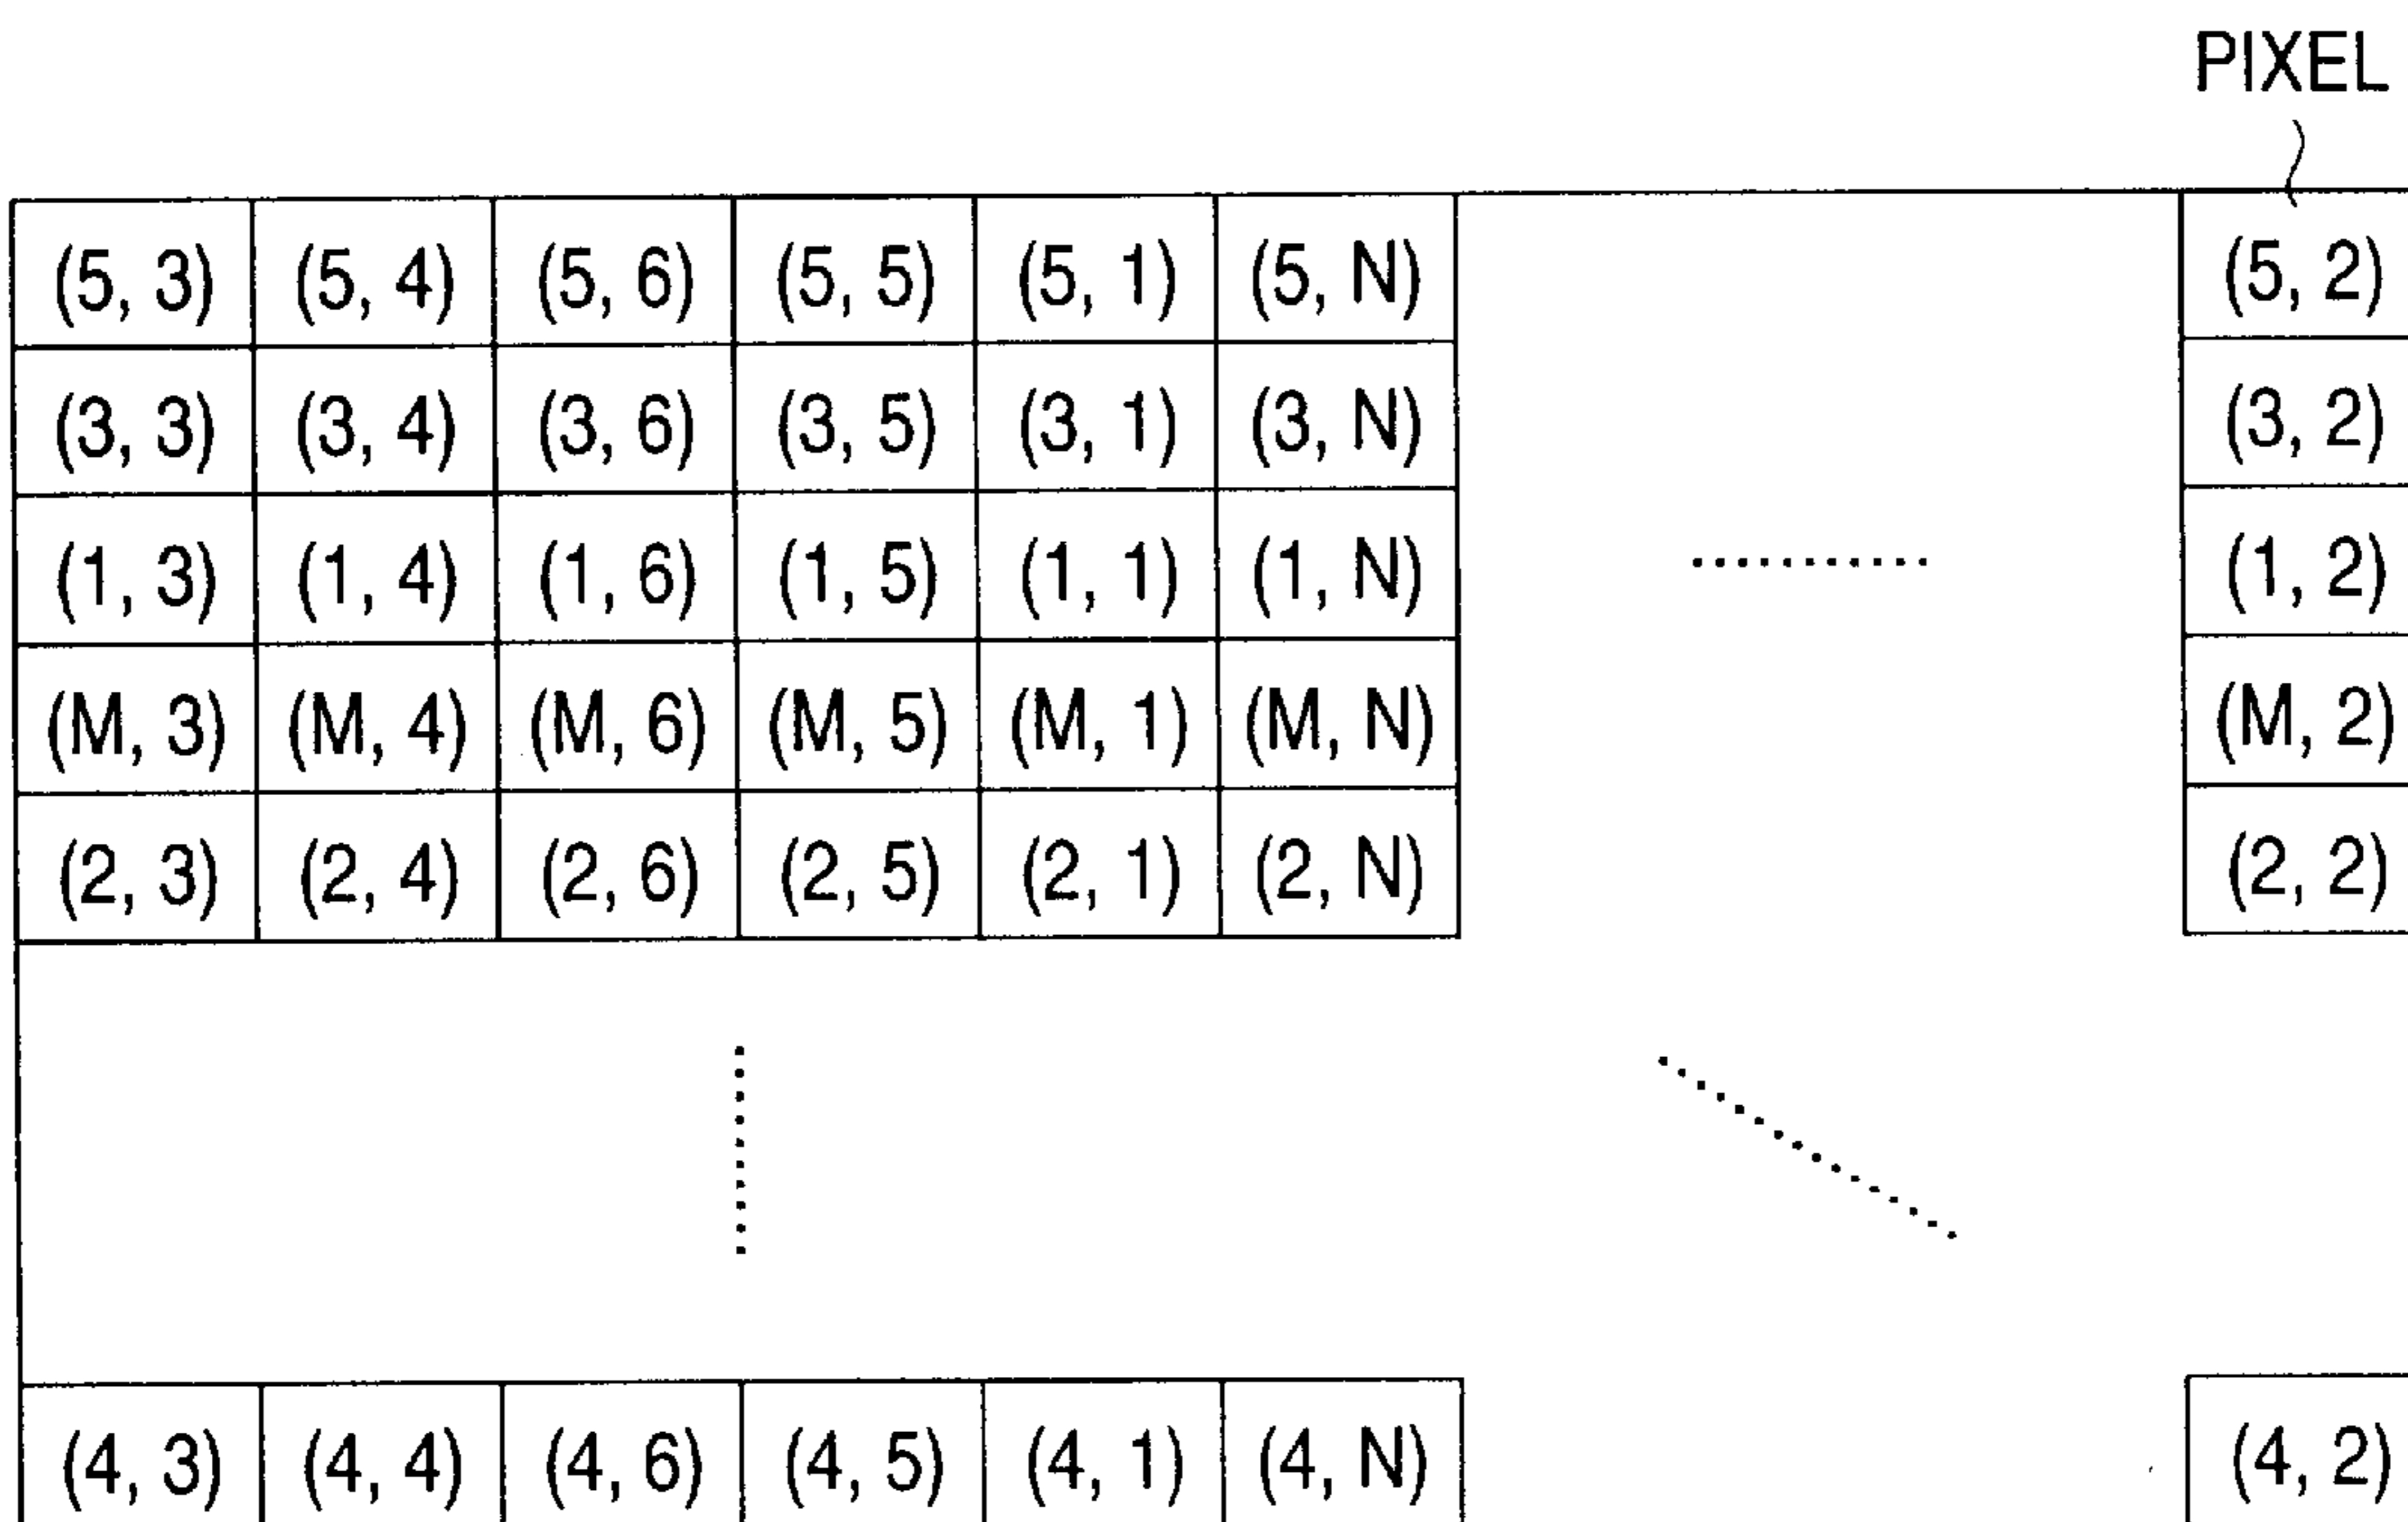 PIXEL
(5, 3) (5, 4) (5, 6) (5, 5) (5, 1) (5, N) (5, 2)
(3, 3) (3, 4) (3, 6) (3, 5) (3, 1) (3, N) (3, 2)
(1, 3) (1, 4) (1, 6) (1, 5) (1, 1) (1, N) ........... (1, 2)
(M, 3) (M, 4) (M, 6) (M, 5) (M, 1) (M, N) (M, 2)
(2, 3) (2, 4) (2, 6) (2, 5) (2, 1) (2, N) (2, 2)
(4, 3) (4, 4) (4, 6) (4, 5) (4, 1) (4, N) (4, 2)